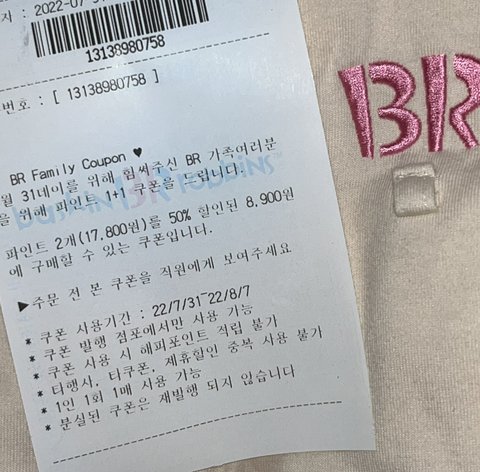 자 : 2022-07
13138980758
번호 : [ 13138980758 ]
BR Family Coupon ♥
월 31데이를 위해 힘써주신 BR 가족여러분
을 위해 파인트 1+1 쿠폰을 드립니다.
baskin BR robbins
파인트 2개(17.800원)를 50% 할인된 8.900원
에 구매할 수 있는 쿠폰입니다.
▶주문 전 본 쿠폰을 직원에게 보여주세요
* 쿠폰 사용기간 : 22/7/31~22/8/7
* 쿠폰 발행 점포에서만 사용 가능
* 쿠폰 사용 시 해피포인트 적립 불가
* 타행사, 타쿠폰, 제휴할인 중복 사용 불가
* 1인 1회 1매 사용 가능
* 분실된 쿠폰은 재발행 되지 않습니다
BR